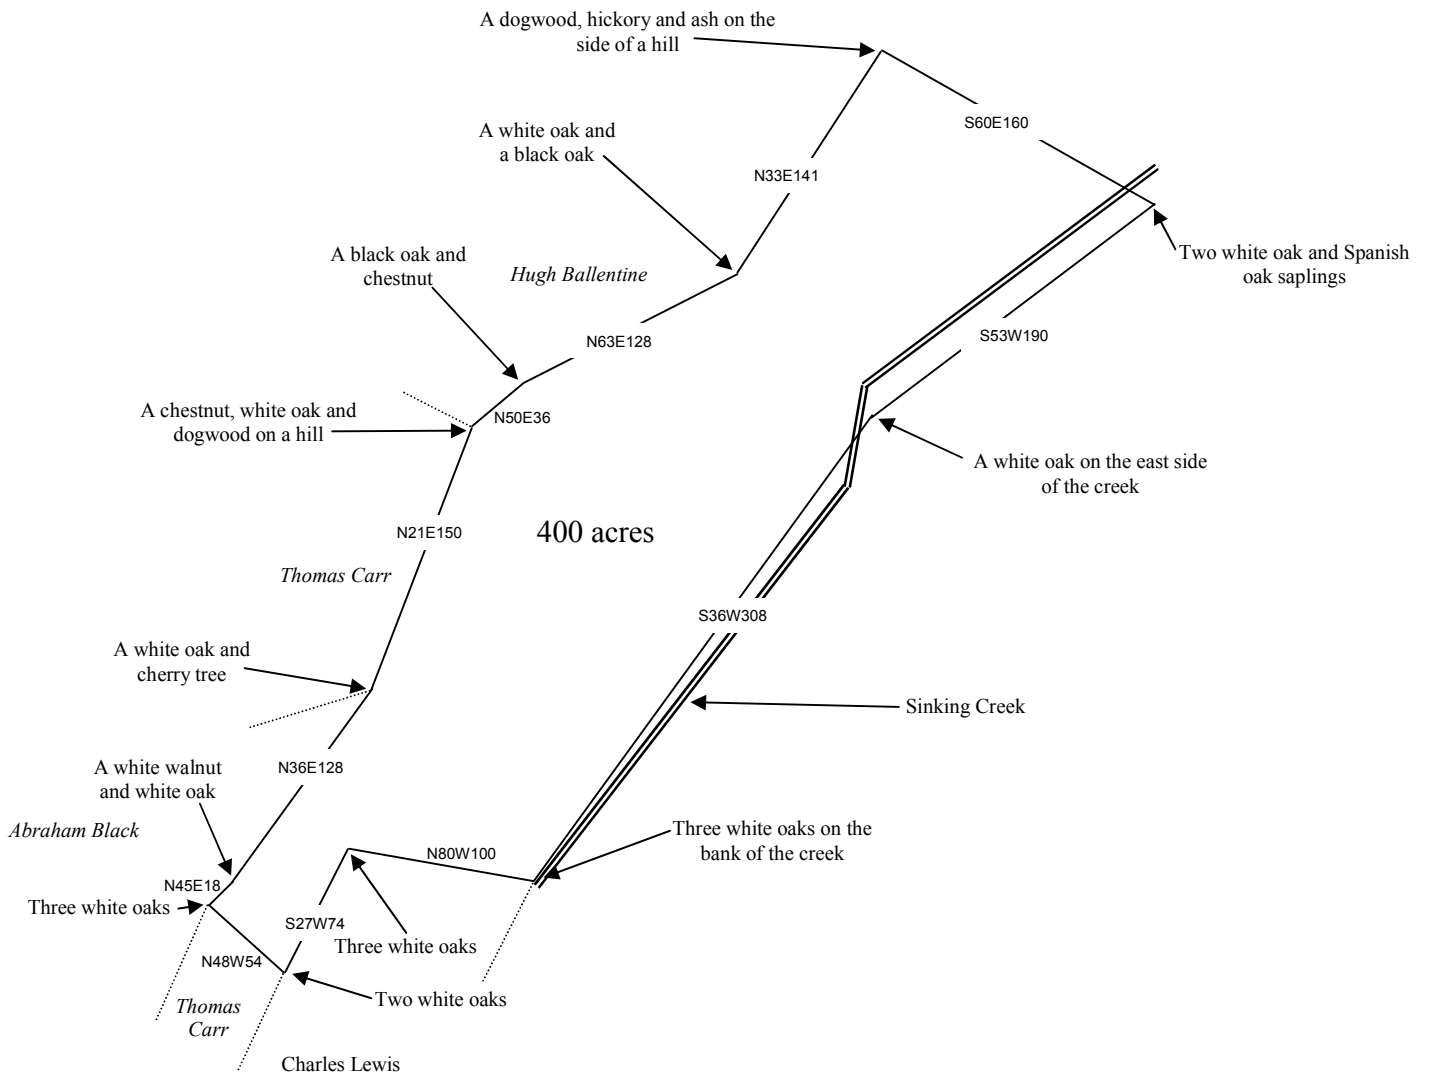 A dogwood, hickory and ash on the
side of a hill
S60E160
A white oak and
a black oak
N33E141
A black oak and
chestnut
Hugh Ballentine
Two white oak and Spanish
oak saplings
N63E128
S53W190
A chestnut, white oak and
dogwood on a hill
N50E36
A white oak on the east side
of the creek
N21E150
400 acres
Thomas Carr
S36W308
A white oak and
cherry tree
Sinking Creek
N36E128
A white walnut
and white oak
Abraham Black
Three white oaks on the
bank of the creek
N80W100
N45E18
Three white oaks
S27W74
Three white oaks
N48W54
Two white oaks
Thomas
Carr
Charles Lewis